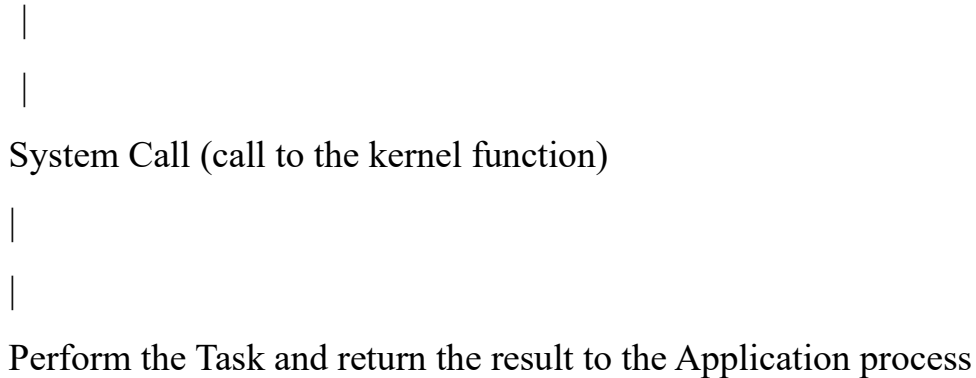 |
|
System Call (call to the kernel function)
|
|
Perform the Task and return the result to the Application process